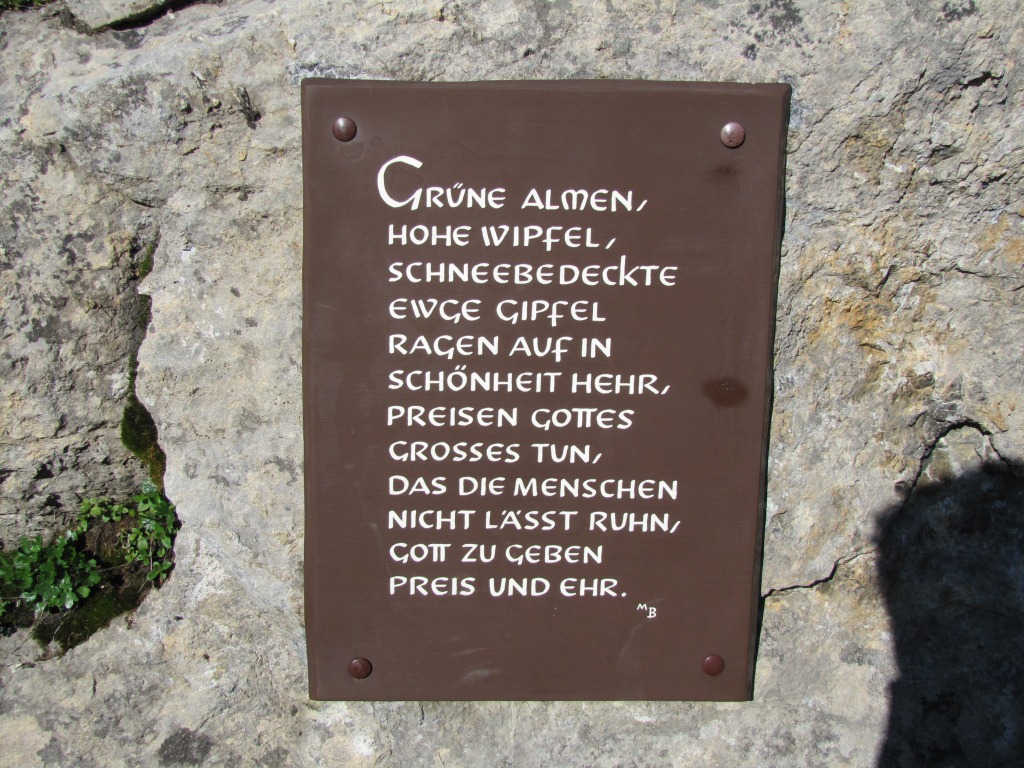 GRŰNE ALMEN,
HOHE WIPFEL,
SCHNEEBEDECKTE
EWGE GIPFEL
RAGEN AUF IN
SCHŐNHEIT HEHR,
PREISEN GOTTES
GROSSES TUN,
DAS DIE MENSCHEN
NICHT LÄSST RUHN,
GOTT ZU GEBEN
PREIS UND EHR.
MB